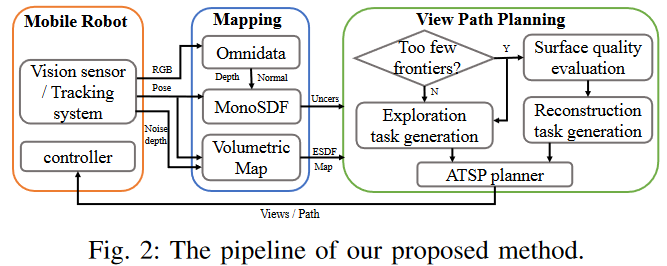 Mobile Robot
Vision sensor
/ Tracking
system
controller
RGB
Pose
Noise
depth
Mapping
Omnidata
Depth
Normal
MonoSDF
Volumetric
Map
Uncers
ESDF
Map
View Path Planning
Too few
frontiers?
Y
N
Surface quality
evaluation
Exploration
task generation
Reconstruction
task generation
ATSP planner
Views / Path
Fig. 2: The pipeline of our proposed method.